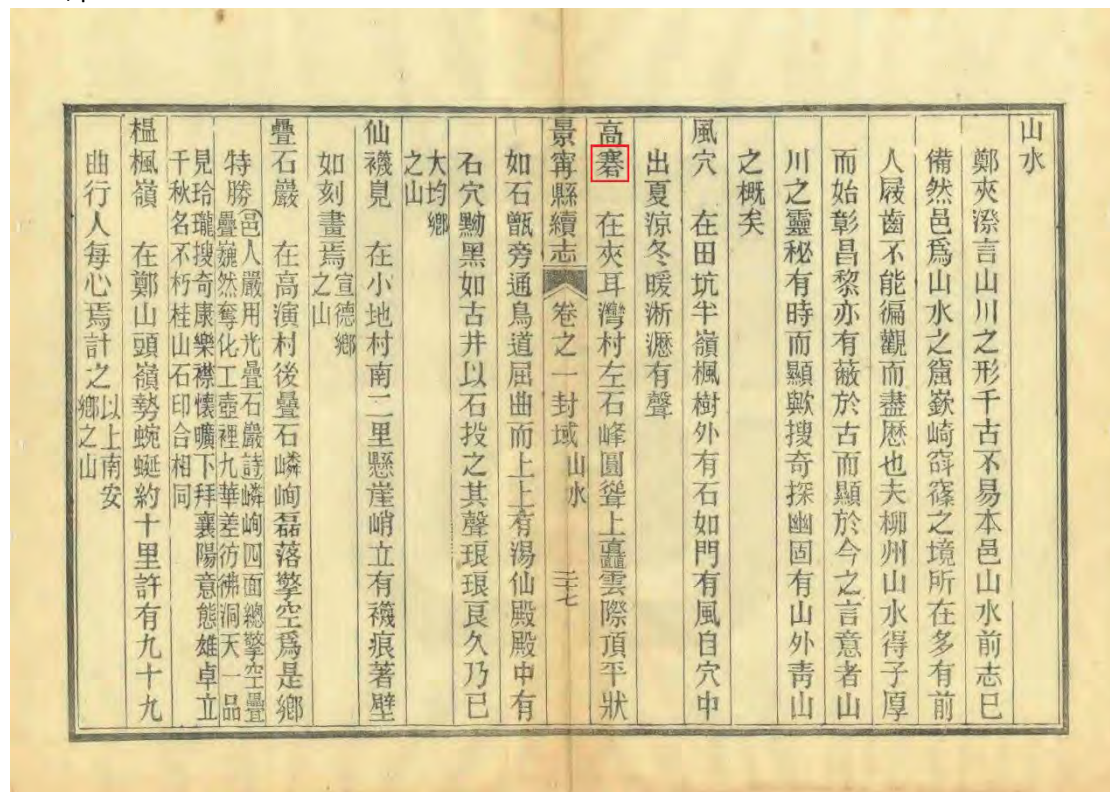 山水
鄭夾漈言山川之形千古不易本邑山水前志巳
備然邑爲山水之窟嶔崎之境所在多有前
人屐齒不能徧觀而盡歷也夫柳州山水得子厚
而始彰昌黎亦有蔽於古而顯於今之言意者山
川之靈秘有時而顯歟搜奇探幽固有山外靑山
之概矣
風穴 在田坑半嶺楓樹外有石如門有風自穴中
出夏涼冬暖淅瀝有聲
高 在夾耳灣村左石峰圓聳上矗雲際頂平狀
景甯縣續志 卷之一 封域 山水 三七
如石甑旁通鳥道屈曲而上上有湯仙殿殿中有
石穴黝黑如古井以石投之其聲琅琅良久乃已
大均鄉
之山
仙襪皃 在小地村南二里懸崖峭立有襪痕著壁
如刻畫焉宣德鄉
之山
疊石巖 在高演村後疊石嶙峋磊落擎空爲是鄉
特勝邑人嚴用光疊石巖詩嶙峋四面總擎空疊
疊巍然奪化工壺裡九華差彷彿洞天一品
見玲瓏搜奇康樂襟懷曠下拜襄陽意態雄卓立
千秋名不朽桂山石印合相同
榲楓嶺 在鄭山頭嶺勢蜿蜒約十里許有九十九
曲行人每心焉計之以上南安
鄉之山